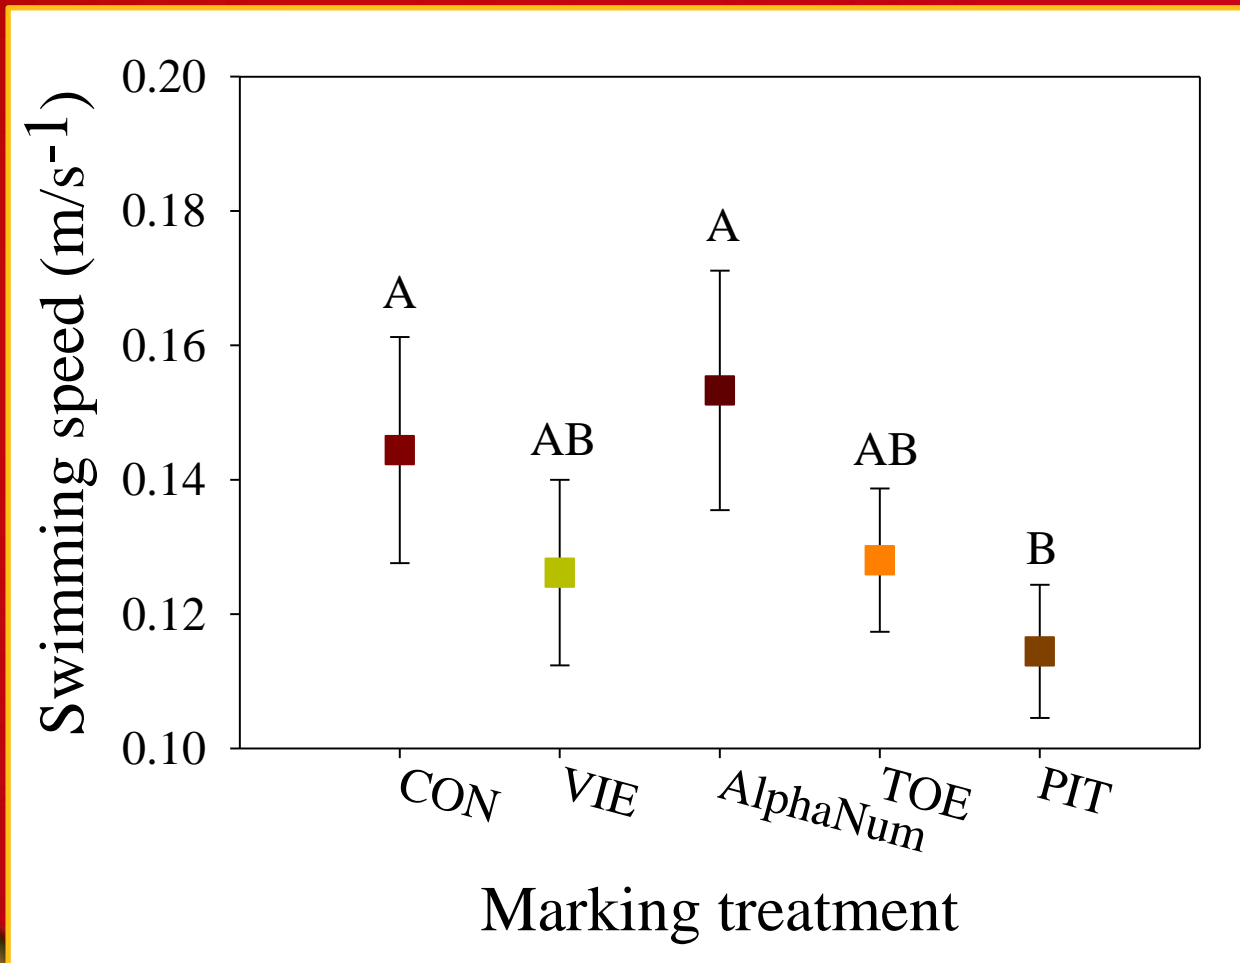 0.20
0.18
0.16
0.14
0.12
0.10
Swimming speed (m/s-1)
A
AB
A
AB
B
CON
VIE
AlphaNum
TOE
PIT
Marking treatment